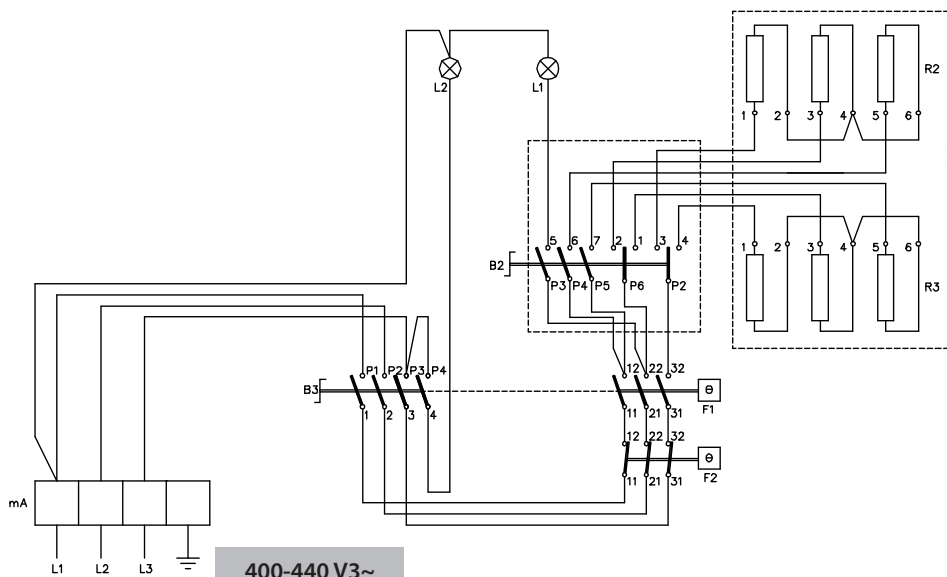 R2
L2
L1
1 2 3 4 5 6
5 6 7 2 1 3 4
1 2 3 4 5 6
B2
P3 P4 P5 P6 P2
R3
P1 P2 P3 P4
12 22 32
B3
θ
F1
1 2 3 4
11 21 31
12 22 32
θ
F2
11 21 31
mA
L1 L2 L3
400-440 V3~